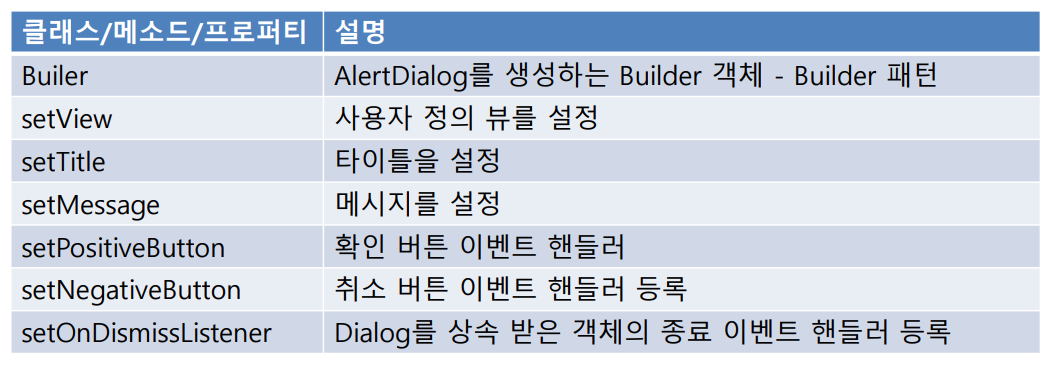 클래스/메소드/프로퍼티 설명
Builer AlertDialog를 생성하는 Builder 객체 - Builder 패턴
setView 사용자 정의 뷰를 설정
setTitle 타이틀을 설정
setMessage 메시지를 설정
setPositiveButton 확인 버튼 이벤트 핸들러
setNegativeButton 취소 버튼 이벤트 핸들러 등록
setOnDismissListener Dialog를 상속 받은 객체의 종료 이벤트 핸들러 등록